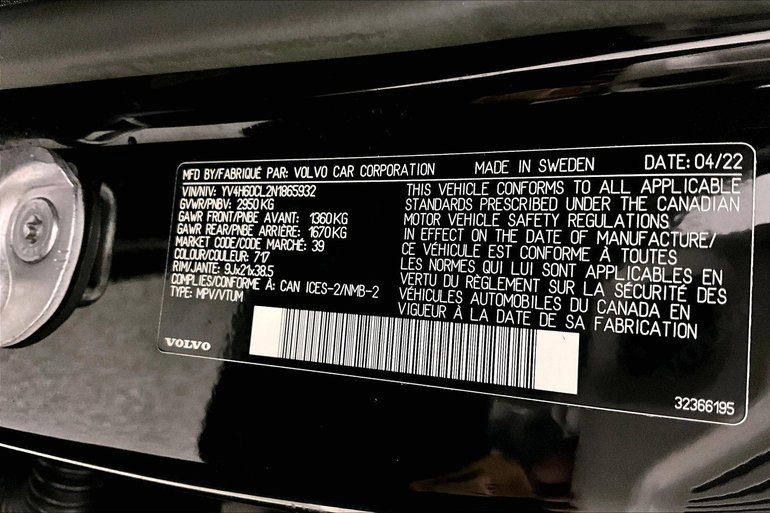 MFD BY/FABRIQUÉ PAR: VOLVO CAR CORPORATION MADE IN SWEDEN DATE: 04/22
VIN/NIV: YV4H60CL2N1865932
GVWR/PNBV: 2950 KG
GAWR FRONT/PNBE AVANT: 1360 KG
GAWR REAR/PNBE ARRIÈRE: 1670 KG
MARKET CODE/CODE MARCHÉ: 39
COLOUR/COULEUR: 717
RIM/JANTE: 9Jx21x38.5
COMPLIES/CONFORME À: CAN ICES-2/NMB-2
TYPE: MPV/VTUM
THIS VEHICLE CONFORMS TO ALL APPLICABLE
STANDARDS PRESCRIBED UNDER THE CANADIAN
MOTOR VEHICLE SAFETY REGULATIONS
IN EFFECT ON THE DATE OF MANUFACTURE/
CE VÉHICULE EST CONFORME À TOUTES
LES NORMES QUI LUI SONT APPLICABLES EN
VERTU DU RÈGLEMENT SUR LA SÉCURITÉ DES
VÉHICULES AUTOMOBILES DU CANADA EN
VIGUEUR À LA DATE DE SA FABRICATION
VOLVO
32366195